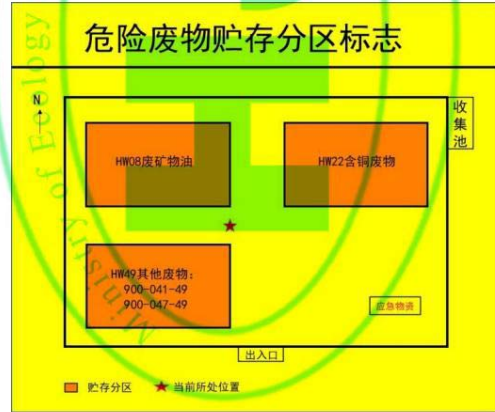 危险废物贮存分区标志
N
收集池
HW08废矿物油
HW22含铜废物
HW49其他废物：
900-041-49
900-047-49
应急物资
出入口
贮存分区
当前所处位置
Ministry of Ecology